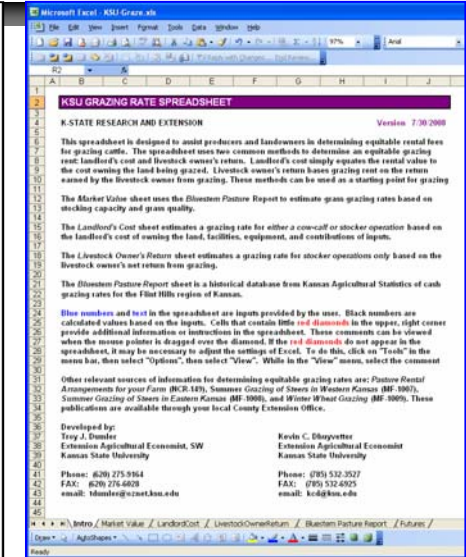 Microsoft Excel - KSU-Graze.xls
File Edit View Insert Format Tools Data Window Help
97%
Arial
Reply with Changes... End Review...
R2
A B C D E F G H I J
KSU GRAZING RATE SPREADSHEET
K-STATE RESEARCH AND EXTENSION Version 7/30/2008
This spreadsheet is designed to assist producers and landowners in determining equitable rental fees
for grazing cattle. The spreadsheet uses two common methods to determine an equitable grazing
rent: landlord's cost and livestock owner's return. Landlord's cost simply equates the rental value to
the cost owning the land being grazed. Livestock owner's return bases grazing rent on the return
earned by the livestock owner from grazing. These methods can be used as a starting point for grazing
The Market Value sheet uses the Bluestem Pasture Report to estimate grass grazing rates based on
stocking capacity and grass quality.
The Landlord's Cost sheet estimates a grazing rate for either a cow-calf or stocker operation based on
the landlord's cost of owning the land, facilities, equipment, and contributions of inputs.
The Livestock Owner's Return sheet estimates a grazing rate for stocker operations only based on the
livestock owner's net return from grazing.
The Bluestem Pasture Report sheet is a historical database from Kansas Agricultural Statistics of cash
grazing rates for the Flint Hills region of Kansas.
Blue numbers and text in the spreadsheet are inputs provided by the user. Black numbers are
calculated values based on the inputs. Cells that contain little red diamonds in the upper, right corner
provide additional information or instructions in the spreadsheet. These comments can be viewed
when the mouse pointer is dragged over the diamond. If the red diamonds do not appear in the
spreadsheet, it may be necessary to adjust the settings of Excel. To do this, click on "Tools" in the
menu bar, then select "Options", then select "View". While in the "View" menu, select the comment
Other relevant sources of information for determining equitable grazing rates are: Pasture Rental
Arrangements for your Farm (NCR-149), Summer Grazing of Steers in Western Kansas (MF-1007),
Summer Grazing of Steers in Eastern Kansas (MF-1008), and Winter Wheat Grazing (MF-1009). These
publications are available through your local County Extension Office.
Developed by:
Troy J. Dumler Kevin C. Dhuyvetter
Extension Agricultural Economist, SW Extension Agricultural Economist
Kansas State University Kansas State University
Phone: (620) 275-9164 Phone: (785) 532-3527
FAX: (620) 276-6028 FAX: (785) 532-6925
email: tdumler@oznet.ksu.edu email: kcd@ksu.edu
Intro / Market Value / LandlordCost / LivestockOwnerReturn / Bluestem Pasture Report / Futures /
Draw AutoShapes
Ready